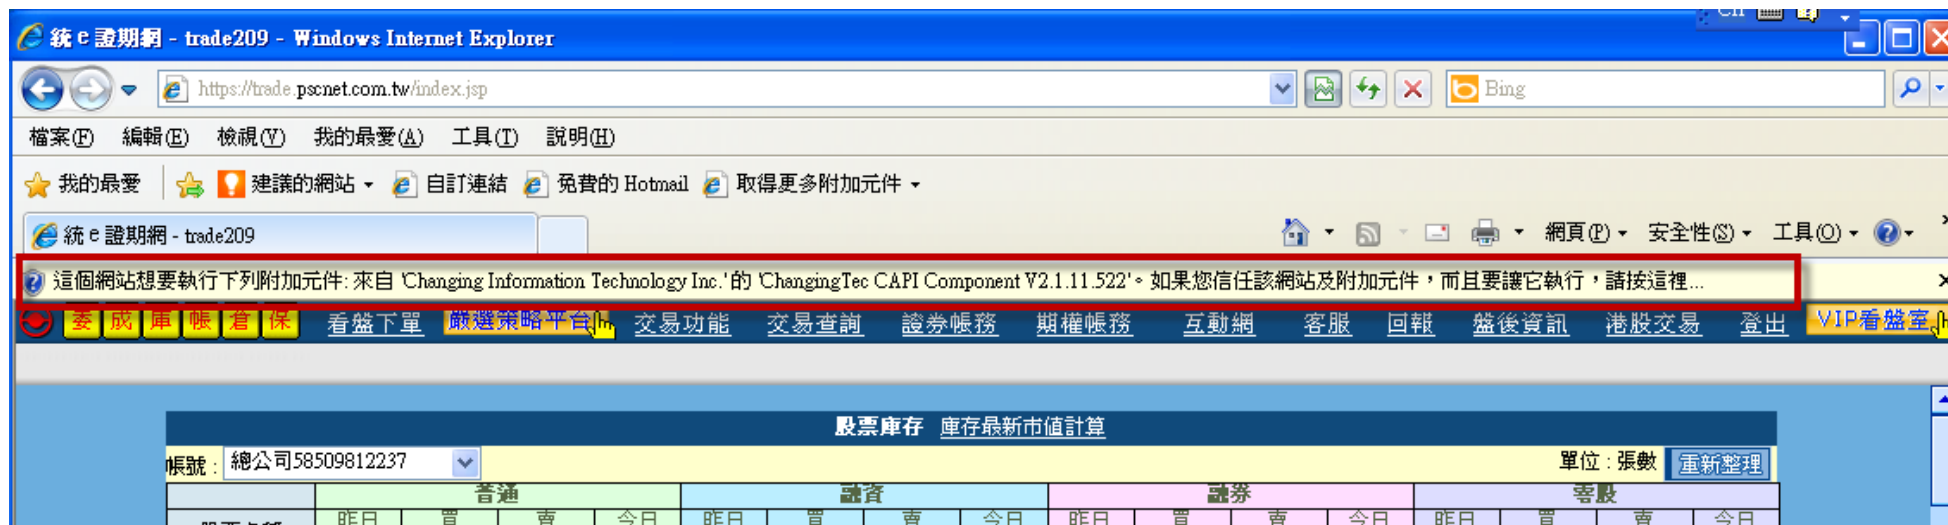 統 e 證期網 - trade209 - Windows Internet Explorer
https://trade.pscnet.com.tw/index.jsp
Bing
檔案(F) 編輯(E) 檢視(V) 我的最愛(A) 工具(T) 說明(H)
我的最愛 建議的網站 自訂連結 免費的 Hotmail 取得更多附加元件
統 e 證期網 - trade209 網頁(P) 安全性(S) 工具(O)
這個網站想要執行下列附加元件: 來自 'Changing Information Technology Inc.'的 'ChangingTec CAPI Component V2.1.11.522'。如果您信任該網站及附加元件，而且要讓它執行，請按這裡...
委 成 庫 帳 倉 保 看盤下單 嚴選策略平台 交易功能 交易查詢 證券帳務 期權帳務 互動網 客服 回報 盤後資訊 港股交易 登出 VIP看盤室
股票庫存 庫存最新市值計算
帳號 : 總公司58509812237 單位 : 張數 重新整理
普通 融資 融券 零股
昨日 買 賣 今日 昨日 買 賣 今日 昨日 買 賣 今日 昨日 買 賣 今日